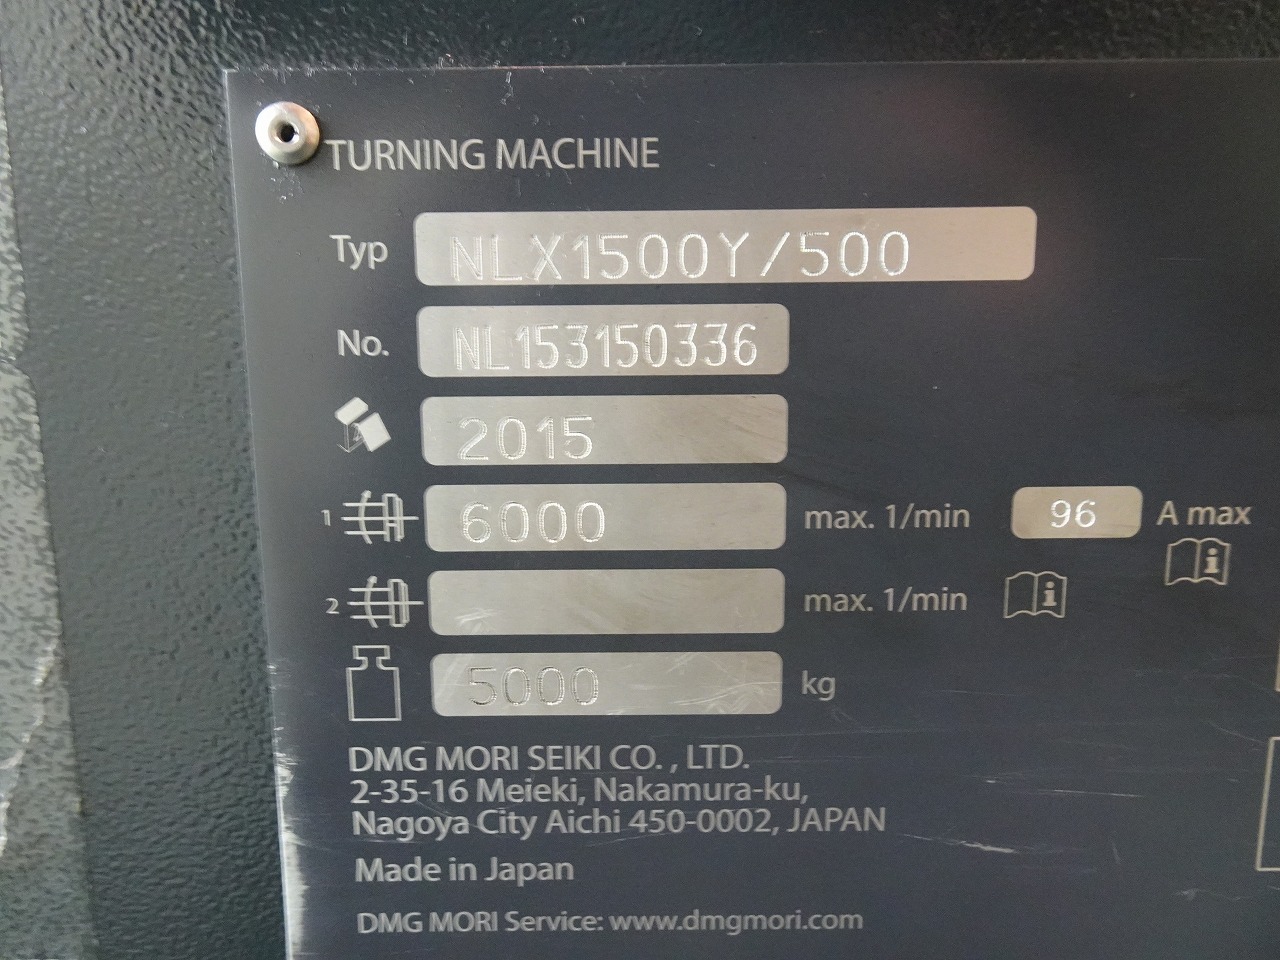 TURNING MACHINE
Typ NLX1500Y/500
No. NL153150336
2015
1 6000 max. 1/min 96 A max
2 max. 1/min
5000 kg
DMG MORI SEIKI CO. , LTD.
2-35-16 Meieki, Nakamura-ku,
Nagoya City Aichi 450-0002, JAPAN
Made in Japan
DMG MORI Service: www.dmgmori.com